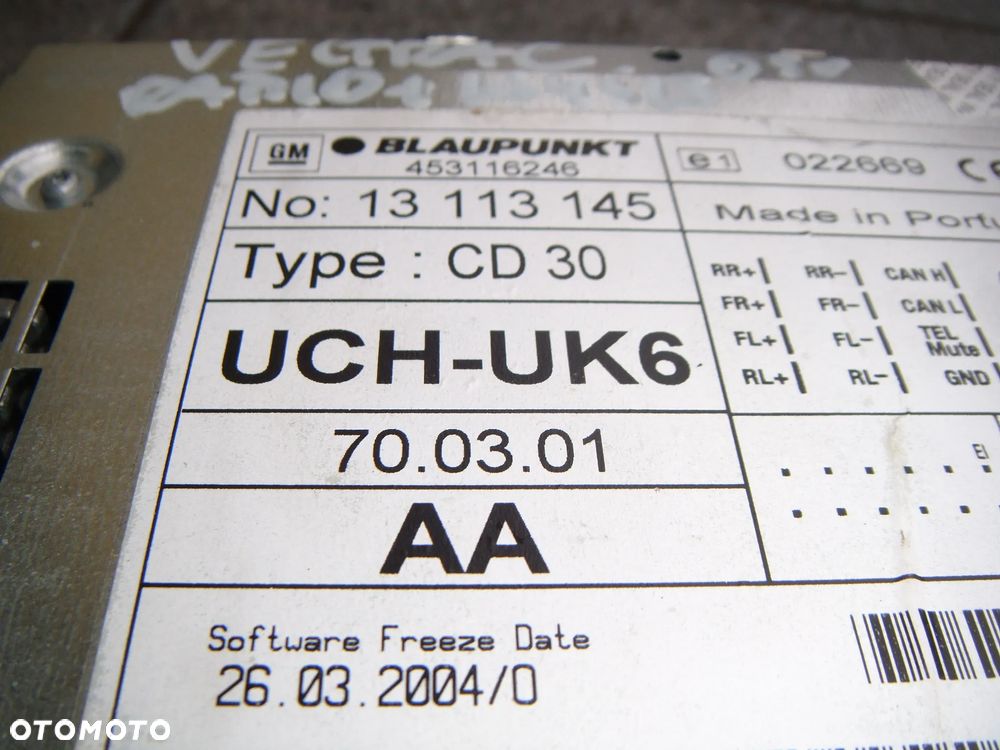 VECTRA C
GM BLAUPUNKT
453116246
e1 022669 CE
No: 13 113 145
Made in Portu
Type : CD 30
RR+ RR- CAN H
FR+ FR- CAN L
FL+ FL- TEL Mute
RL+ RL- GND
UCH-UK6
70.03.01
AA
Software Freeze Date
26.03.2004/0
OTOMOTO